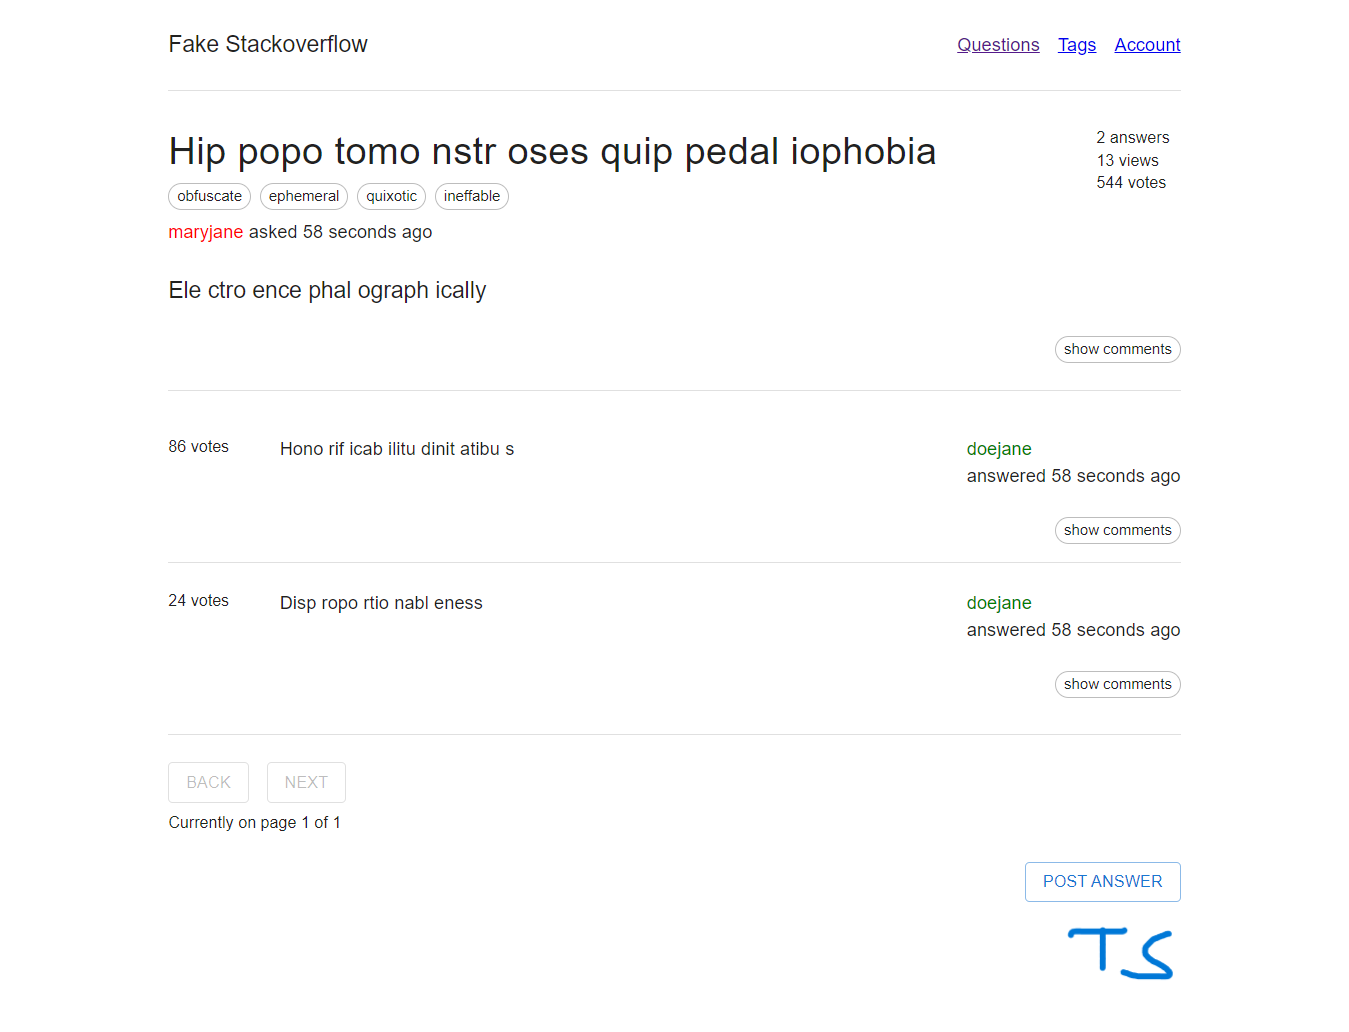 Fake Stackoverflow Questions Tags Account
Hip popo tomo nstr oses quip pedal iophobia
2 answers
13 views
544 votes
obfuscate ephemeral quixotic ineffable
maryjane asked 58 seconds ago
Ele ctro ence phal ograph ically
show comments
86 votes Hono rif icab ilitu dinit atibu s doejane
answered 58 seconds ago
show comments
24 votes Disp ropo rtio nabl eness doejane
answered 58 seconds ago
show comments
BACK NEXT
Currently on page 1 of 1
POST ANSWER
TS